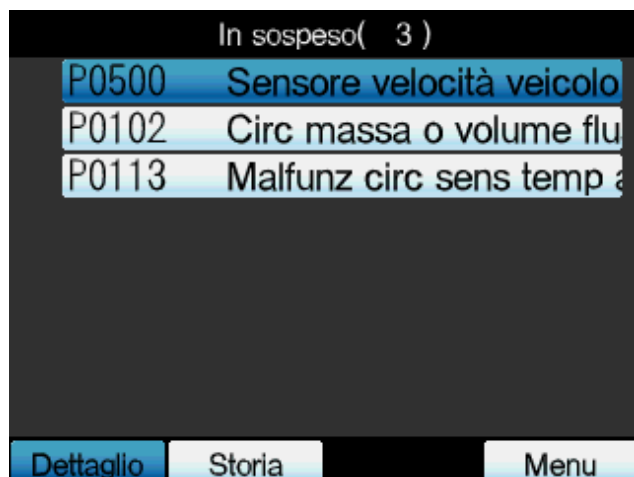 In sospeso( 3 )
P0500 Sensore velocità veicolo
P0102 Circ massa o volume flu
P0113 Malfunz circ sens temp a
Dettaglio Storia Menu